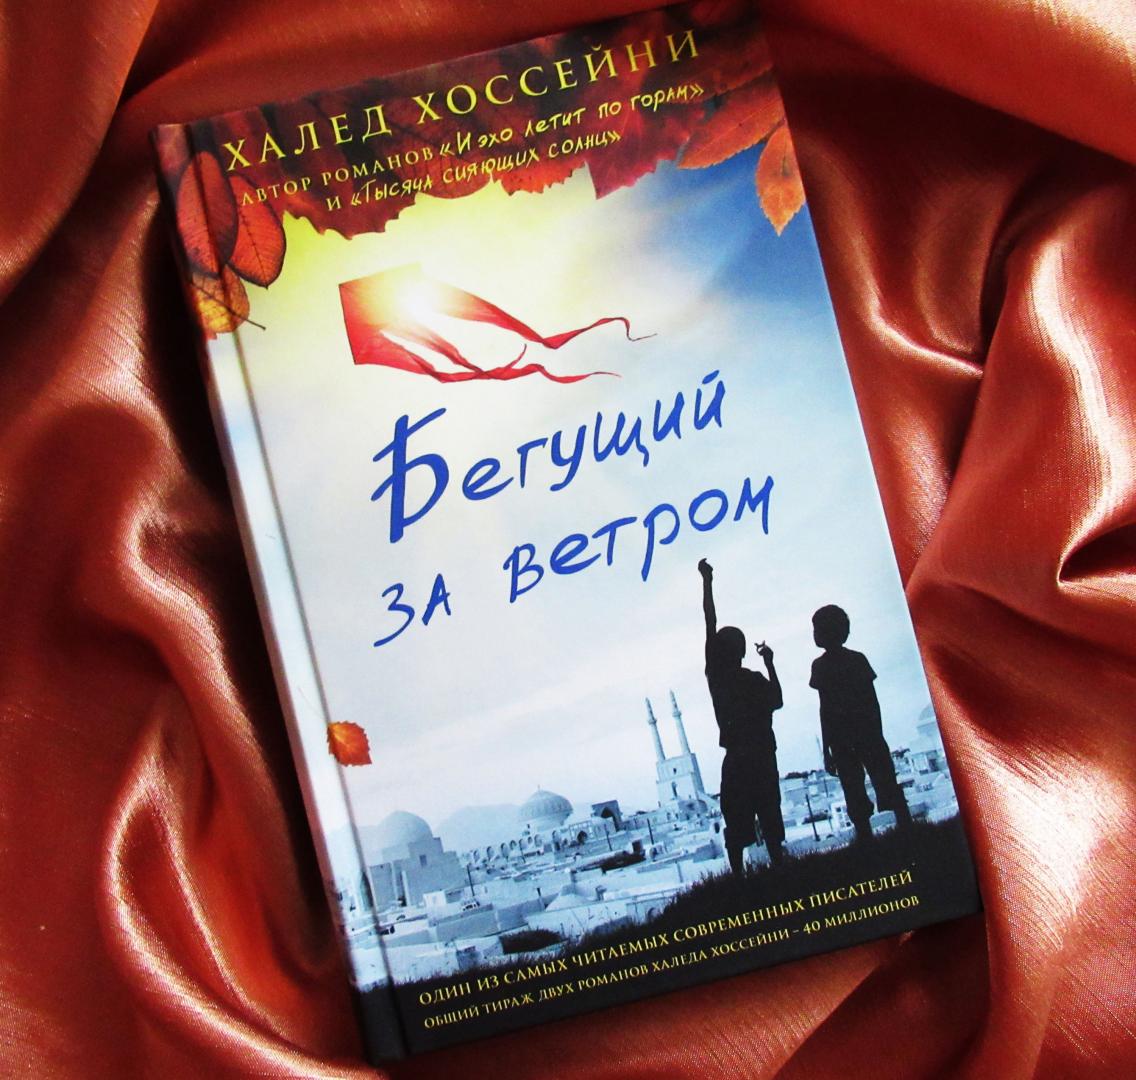 ХАЛЕД ХОССЕЙНИ
АВТОР РОМАНОВ «И эхо летит по горам»
И «Тысяча сияющих солнц»
Бегущий
за ветром
ОДИН ИЗ САМЫХ ЧИТАЕМЫХ СОВРЕМЕННЫХ ПИСАТЕЛЕЙ
ОБЩИЙ ТИРАЖ ДВУХ РОМАНОВ ХАЛЕДА ХОССЕЙНИ – 40 МИЛЛИОНОВ